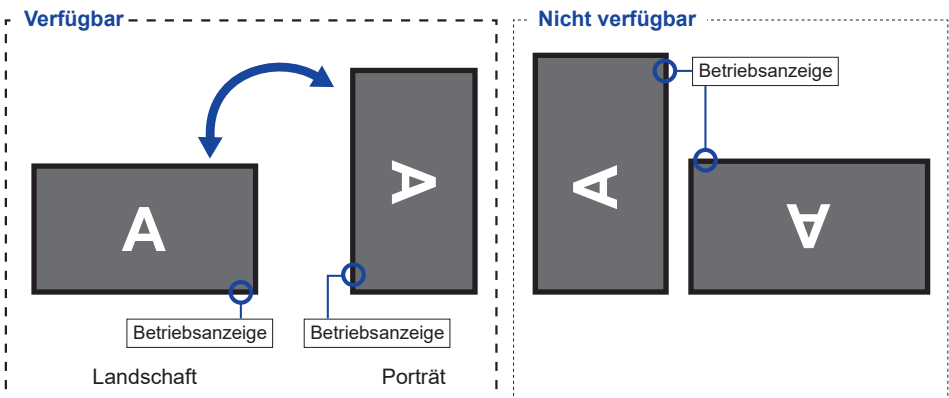 Verfügbar
A
A
Betriebsanzeige
Betriebsanzeige
Landschaft
Porträt
Nicht verfügbar
Betriebsanzeige
A
A